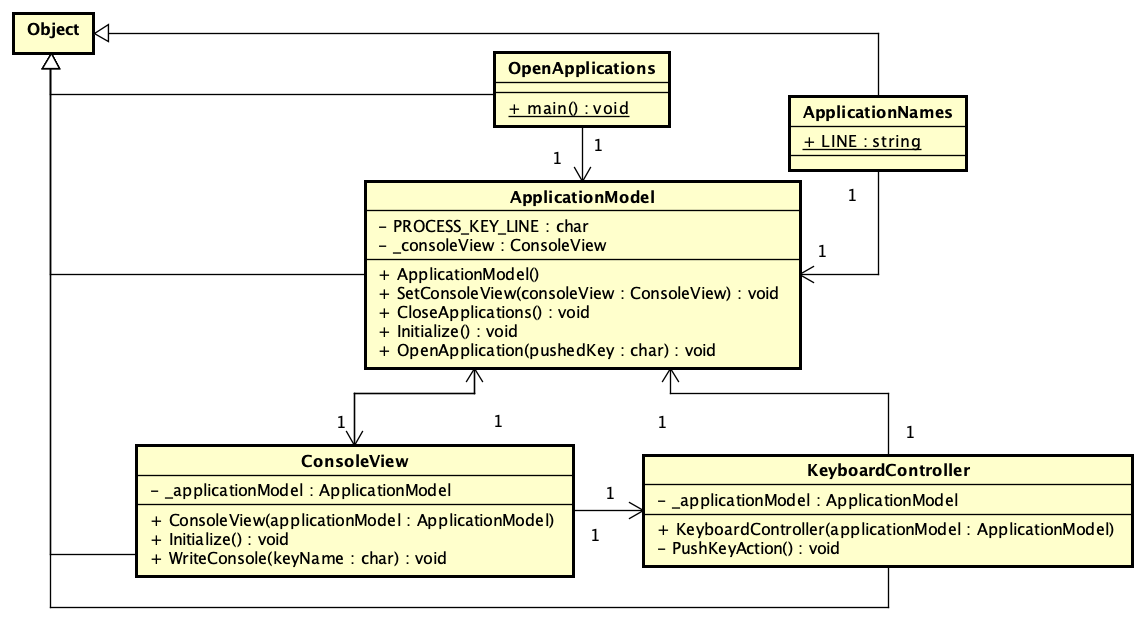 Object
OpenApplications
+ main() : void
ApplicationNames
+ LINE : string
1
1
1
1
ApplicationModel
- PROCESS_KEY_LINE : char
- _consoleView : ConsoleView
+ ApplicationModel()
+ SetConsoleView(consoleView : ConsoleView) : void
+ CloseApplications() : void
+ Initialize() : void
+ OpenApplication(pushedKey : char) : void
1
1
1
1
ConsoleView
- _applicationModel : ApplicationModel
+ ConsoleView(applicationModel : ApplicationModel)
+ Initialize() : void
+ WriteConsole(keyName : char) : void
1
1
KeyboardController
- _applicationModel : ApplicationModel
+ KeyboardController(applicationModel : ApplicationModel)
- PushKeyAction() : void